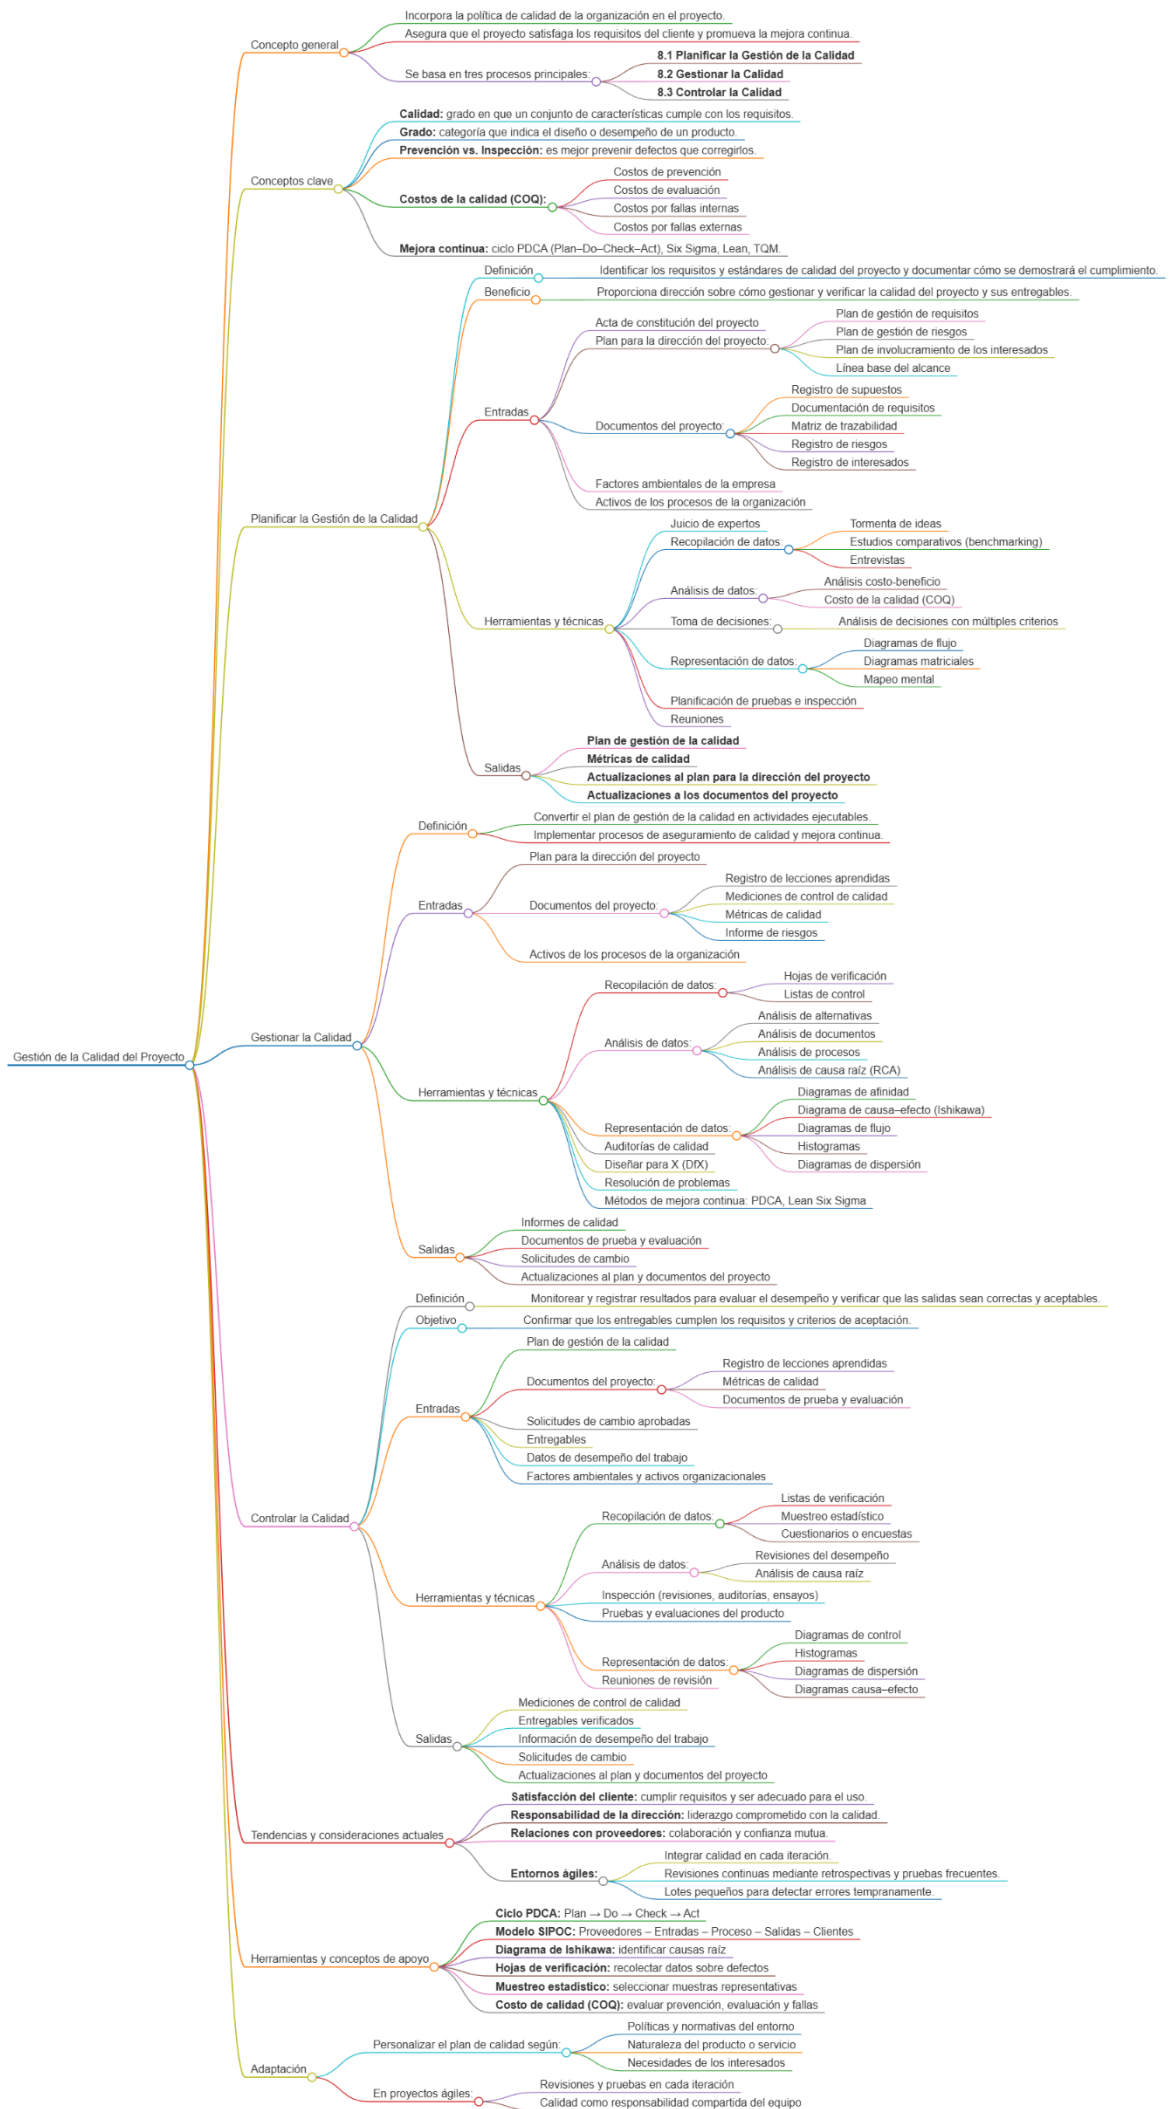 Incorpora la política de calidad de la organización en el proyecto.
Asegura que el proyecto satisfaga los requisitos del cliente y promueva la mejora continua.
Concepto general
8.1 Planificar la Gestión de la Calidad
Se basa en tres procesos principales:
8.2 Gestionar la Calidad
8.3 Controlar la Calidad
Calidad: grado en que un conjunto de características cumple con los requisitos.
Grado: categoría que indica el diseño o desempeño de un producto.
Prevención vs. Inspección: es mejor prevenir defectos que corregirlos.
Conceptos clave
Costos de prevención
Costos de evaluación
Costos de la calidad (COQ):
Costos por fallas internas
Costos por fallas externas
Mejora continua: ciclo PDCA (Plan–Do–Check–Act), Six Sigma, Lean, TQM.
Definición
Identificar los requisitos y estándares de calidad del proyecto y documentar cómo se demostrará el cumplimiento.
Beneficio
Proporciona dirección sobre cómo gestionar y verificar la calidad del proyecto y sus entregables.
Acta de constitución del proyecto
Plan para la dirección del proyecto:
Plan de gestión de requisitos
Plan de gestión de riesgos
Plan de involucramiento de los interesados
Línea base del alcance
Entradas
Documentos del proyecto:
Registro de supuestos
Documentación de requisitos
Matriz de trazabilidad
Registro de riesgos
Registro de interesados
Factores ambientales de la empresa
Activos de los procesos de la organización
Planificar la Gestión de la Calidad
Juicio de expertos
Recopilación de datos:
Tormenta de ideas
Estudios comparativos (benchmarking)
Entrevistas
Análisis de datos:
Análisis costo-beneficio
Costo de la calidad (COQ)
Herramientas y técnicas
Toma de decisiones:
Análisis de decisiones con múltiples criterios
Representación de datos:
Diagramas de flujo
Diagramas matriciales
Mapeo mental
Planificación de pruebas e inspección
Reuniones
Salidas
Plan de gestión de la calidad
Métricas de calidad
Actualizaciones al plan para la dirección del proyecto
Actualizaciones a los documentos del proyecto
Definición
Convertir el plan de gestión de la calidad en actividades ejecutables.
Implementar procesos de aseguramiento de calidad y mejora continua.
Plan para la dirección del proyecto
Entradas
Documentos del proyecto:
Registro de lecciones aprendidas
Mediciones de control de calidad
Métricas de calidad
Informe de riesgos
Activos de los procesos de la organización
Gestionar la Calidad
Gestión de la Calidad del Proyecto
Recopilación de datos:
Hojas de verificación
Listas de control
Análisis de datos:
Análisis de alternativas
Análisis de documentos
Análisis de procesos
Análisis de causa raíz (RCA)
Herramientas y técnicas
Representación de datos:
Diagramas de afinidad
Diagrama de causa–efecto (Ishikawa)
Diagramas de flujo
Histogramas
Diagramas de dispersión
Auditorías de calidad
Diseñar para X (DfX)
Resolución de problemas
Métodos de mejora continua: PDCA, Lean Six Sigma
Salidas
Informes de calidad
Documentos de prueba y evaluación
Solicitudes de cambio
Actualizaciones al plan y documentos del proyecto
Definición
Monitorear y registrar resultados para evaluar el desempeño y verificar que las salidas sean correctas y aceptables.
Objetivo
Confirmar que los entregables cumplen los requisitos y criterios de aceptación.
Plan de gestión de la calidad
Documentos del proyecto:
Registro de lecciones aprendidas
Métricas de calidad
Documentos de prueba y evaluación
Entradas
Solicitudes de cambio aprobadas
Entregables
Datos de desempeño del trabajo
Factores ambientales y activos organizacionales
Controlar la Calidad
Recopilación de datos:
Listas de verificación
Muestreo estadístico
Cuestionarios o encuestas
Análisis de datos:
Revisiones del desempeño
Análisis de causa raíz
Herramientas y técnicas
Inspección (revisiones, auditorías, ensayos)
Pruebas y evaluaciones del producto
Representación de datos:
Diagramas de control
Histogramas
Diagramas de dispersión
Diagramas causa–efecto
Reuniones de revisión
Salidas
Mediciones de control de calidad
Entregables verificados
Información de desempeño del trabajo
Solicitudes de cambio
Actualizaciones al plan y documentos del proyecto
Tendencias y consideraciones actuales
Satisfacción del cliente: cumplir requisitos y ser adecuado para el uso.
Responsabilidad de la dirección: liderazgo comprometido con la calidad.
Relaciones con proveedores: colaboración y confianza mutua.
Entornos ágiles:
Integrar calidad en cada iteración.
Revisiones continuas mediante retrospectivas y pruebas frecuentes.
Lotes pequeños para detectar errores tempranamente.
Herramientas y conceptos de apoyo
Ciclo PDCA: Plan → Do → Check → Act
Modelo SIPOC: Proveedores – Entradas – Proceso – Salidas – Clientes
Diagrama de Ishikawa: identificar causas raíz
Hojas de verificación: recolectar datos sobre defectos
Muestreo estadístico: seleccionar muestras representativas
Costo de calidad (COQ): evaluar prevención, evaluación y fallas
Adaptación
Personalizar el plan de calidad según:
Políticas y normativas del entorno
Naturaleza del producto o servicio
Necesidades de los interesados
En proyectos ágiles:
Revisiones y pruebas en cada iteración
Calidad como responsabilidad compartida del equipo